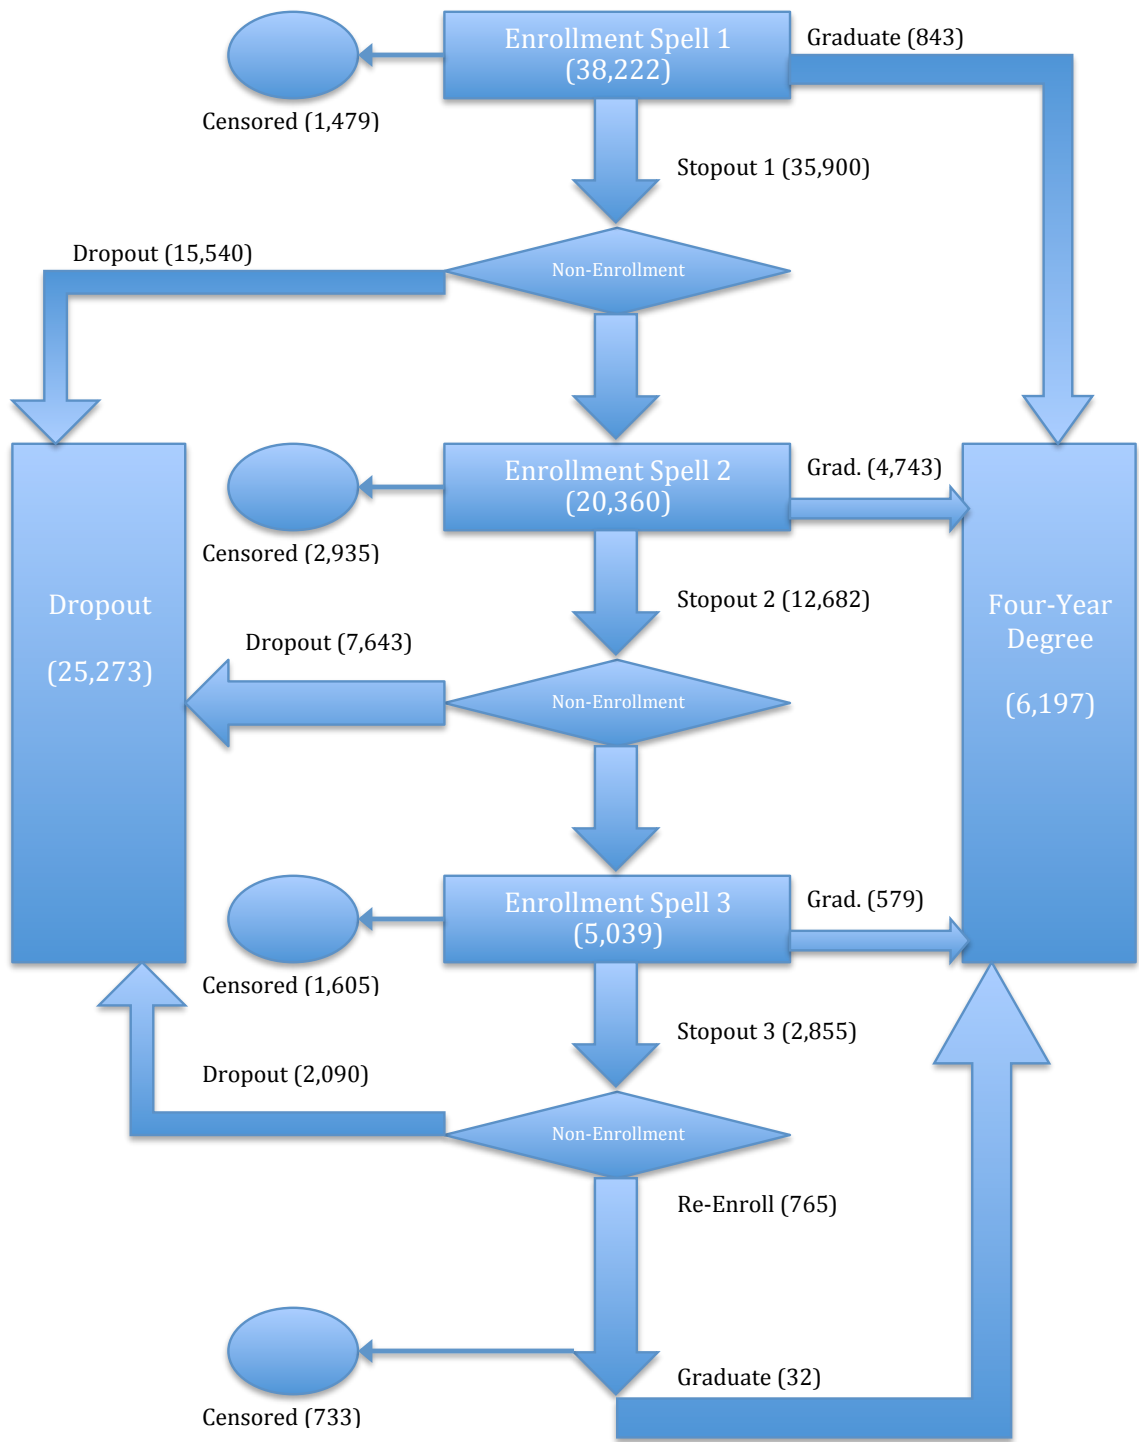 Enrollment Spell 1
(38,222)
Graduate (843)
Censored (1,479)
Stopout 1 (35,900)
Dropout (15,540)
Non-Enrollment
Enrollment Spell 2
(20,360)
Grad. (4,743)
Censored (2,935)
Stopout 2 (12,682)
Dropout
(25,273)
Dropout (7,643)
Non-Enrollment
Four-Year
Degree
(6,197)
Enrollment Spell 3
(5,039)
Grad. (579)
Censored (1,605)
Stopout 3 (2,855)
Dropout (2,090)
Non-Enrollment
Re-Enroll (765)
Graduate (32)
Censored (733)